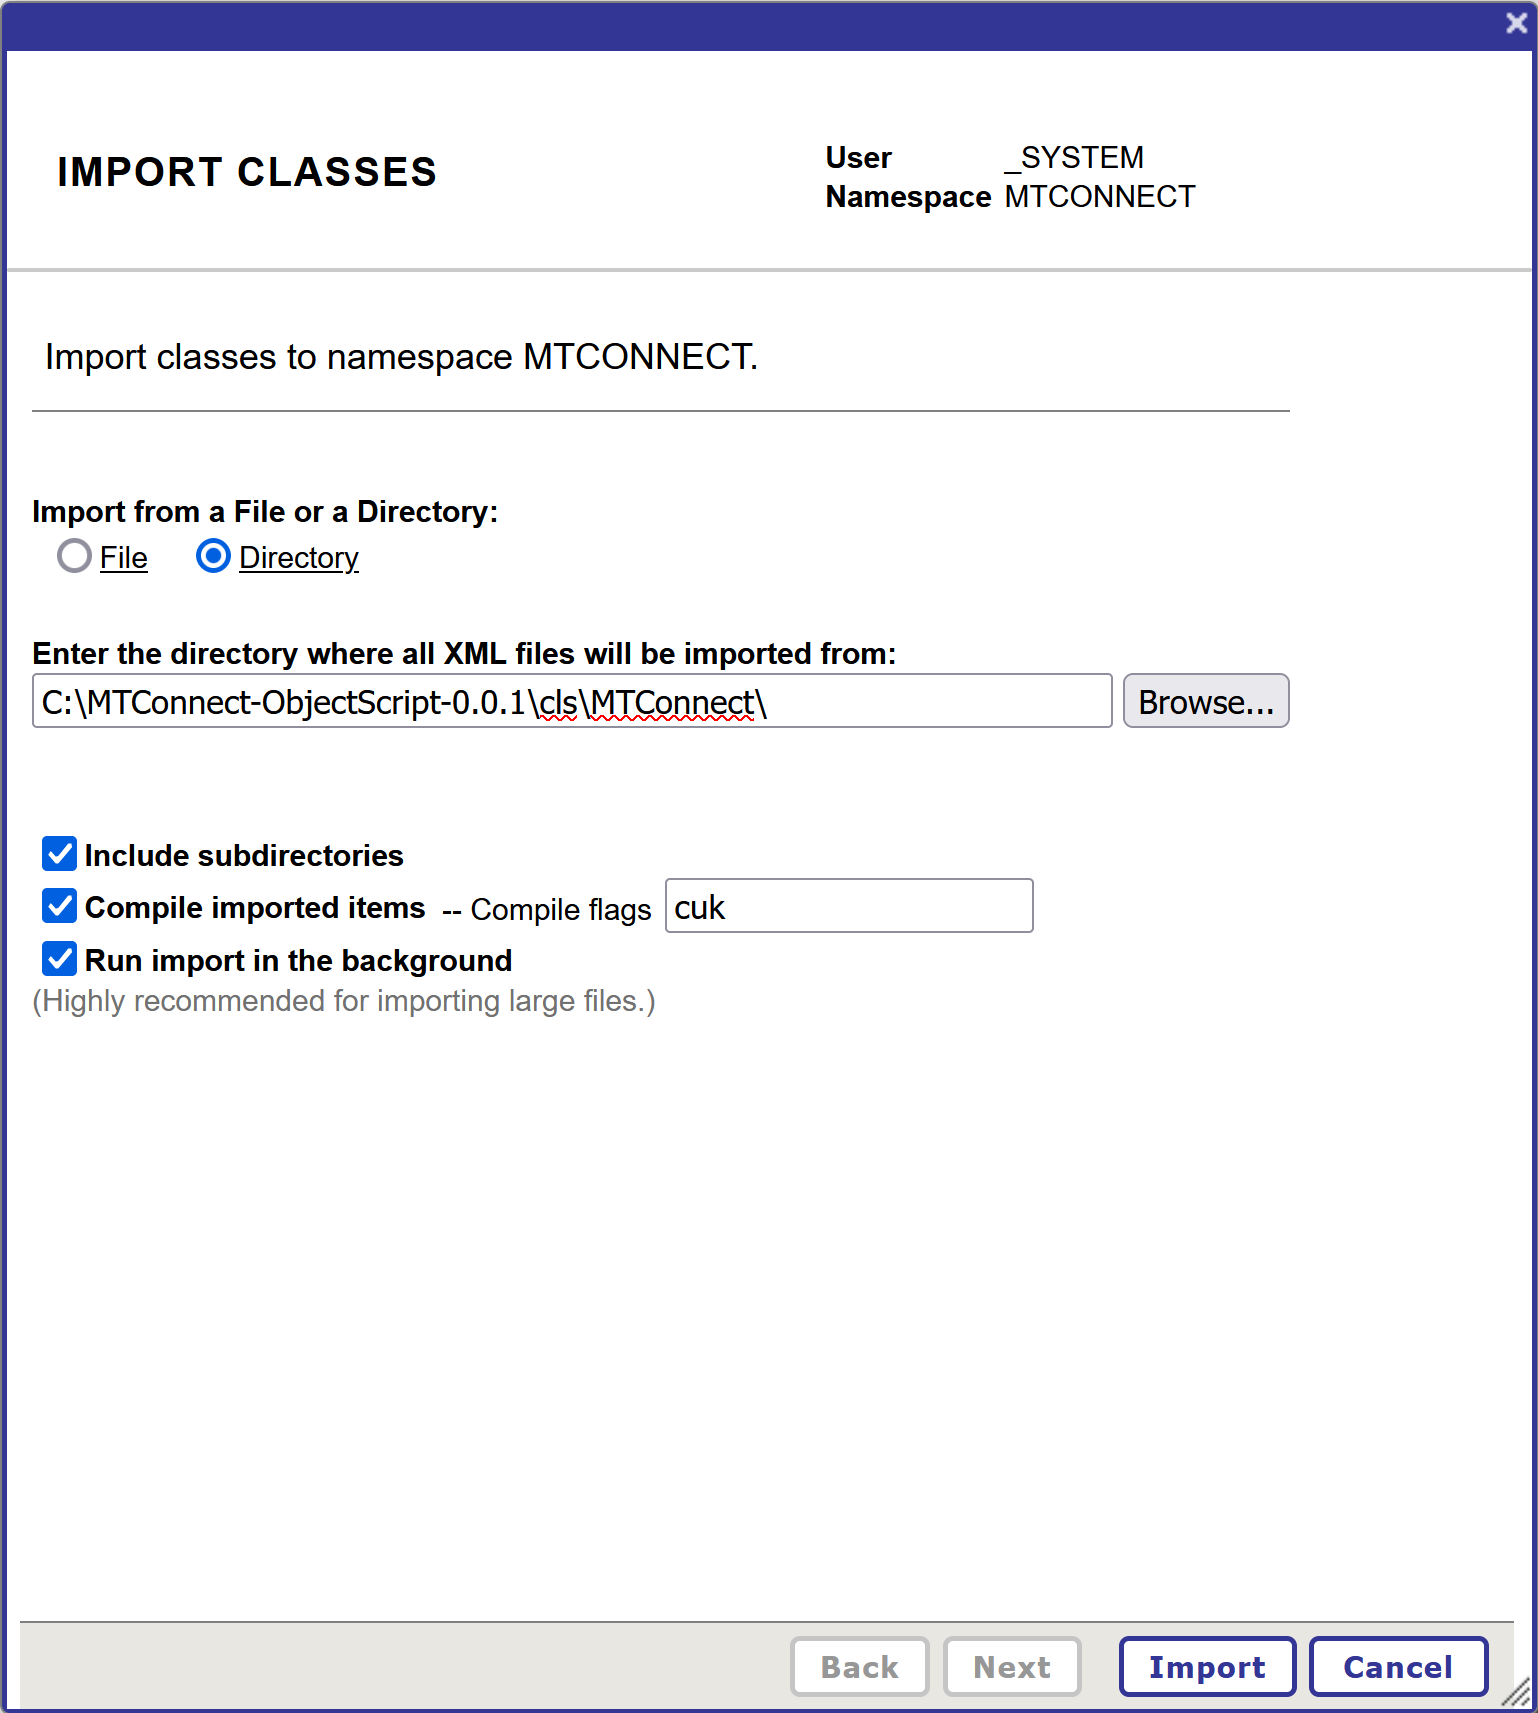 IMPORT CLASSES
User _SYSTEM
Namespace MTCONNECT
Import classes to namespace MTCONNECT.
Import from a File or a Directory:
File Directory
Enter the directory where all XML files will be imported from:
C:\MTConnect-ObjectScript-0.0.1\cls\MTConnect\ Browse...
Include subdirectories
Compile imported items -- Compile flags cuk
Run import in the background
(Highly recommended for importing large files.)
Back Next Import Cancel